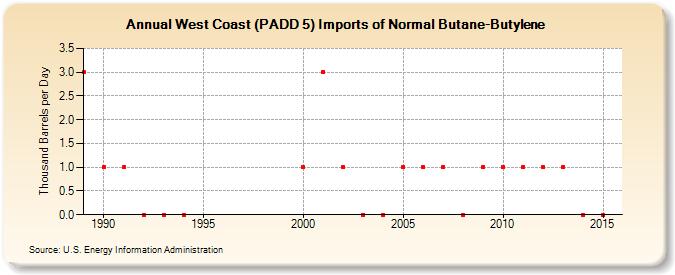 Annual West Coast (PADD 5) Imports of Normal Butane-Butylene
Thousand Barrels per Day
3.5
3.0
2.5
2.0
1.5
1.0
0.5
0.0
1990 1995 2000 2005 2010 2015
Source: U.S. Energy Information Administration